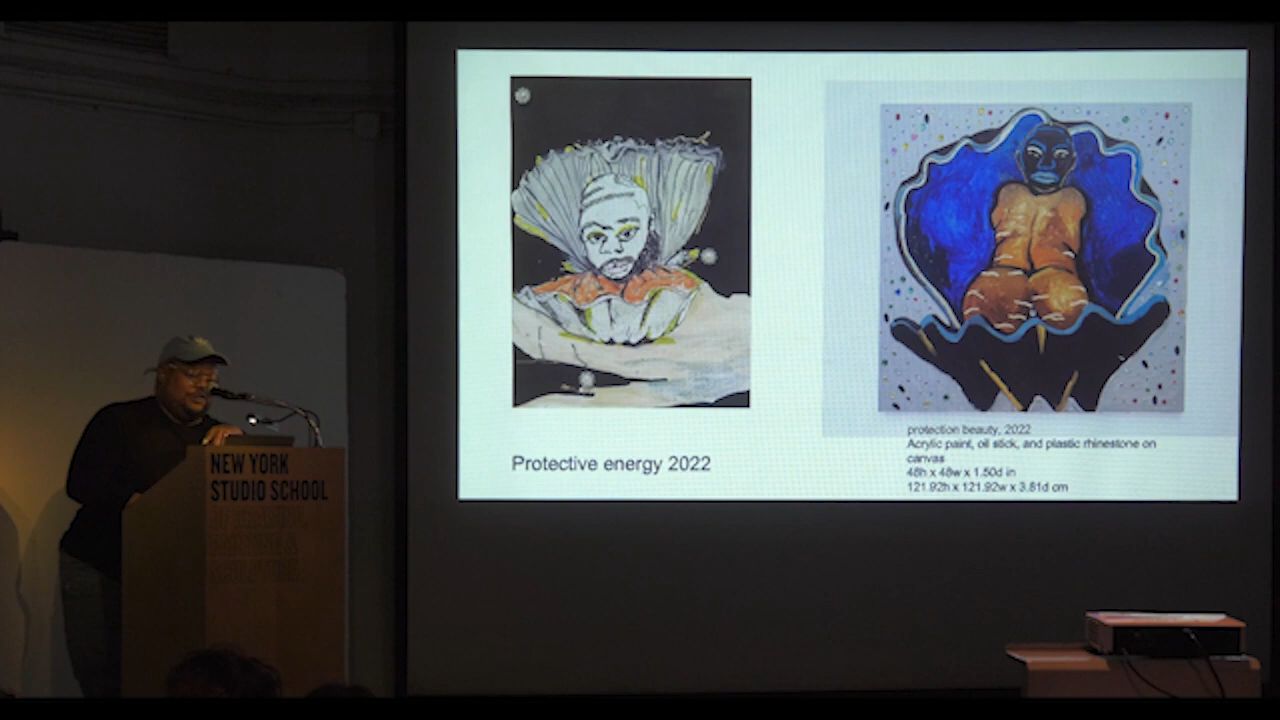 NEW YORK
STUDIO SCHOOL
Protective energy 2022
protection beauty, 2022
Acrylic paint, oil stick, and plastic rhinestone on
canvas
48h x 48w x 1.50d in
121.92h x 121.92w x 3.81d cm